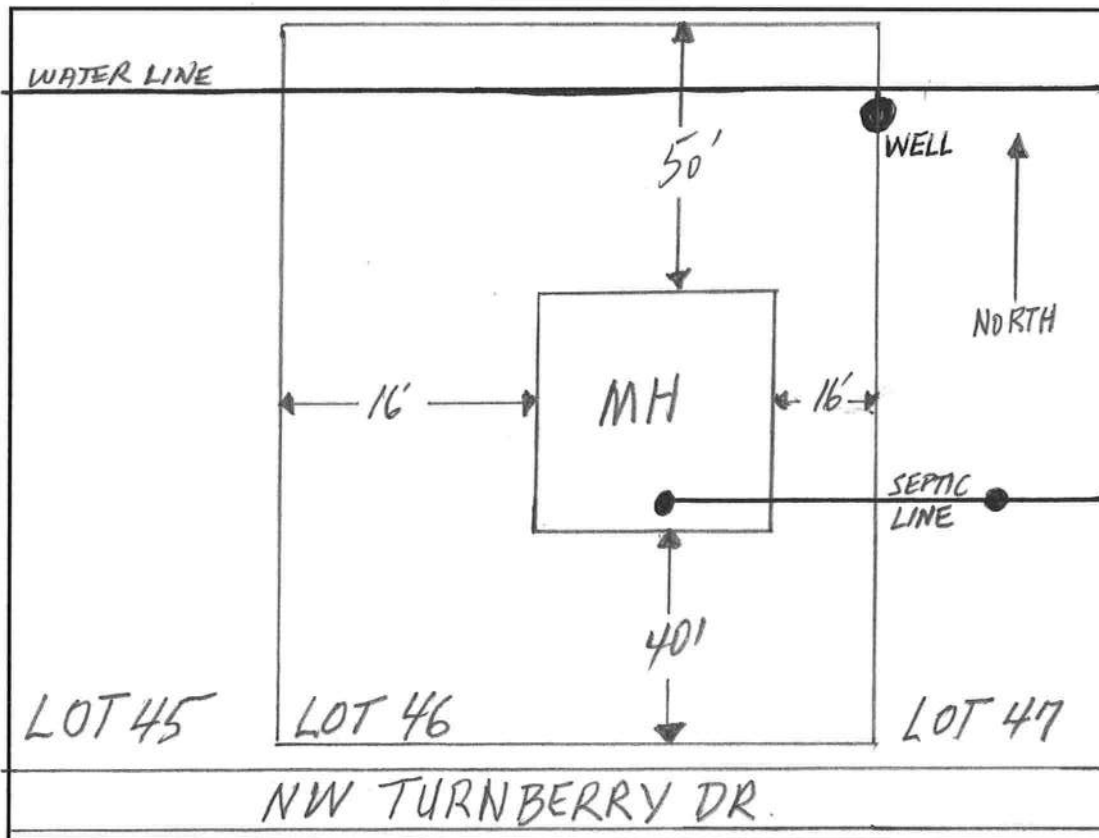 WATER LINE
50'
WELL
NORTH
16'
MH
16'
SEPTIC
LINE
40'
LOT 45
LOT 46
LOT 47
NW TURNBERRY DR.